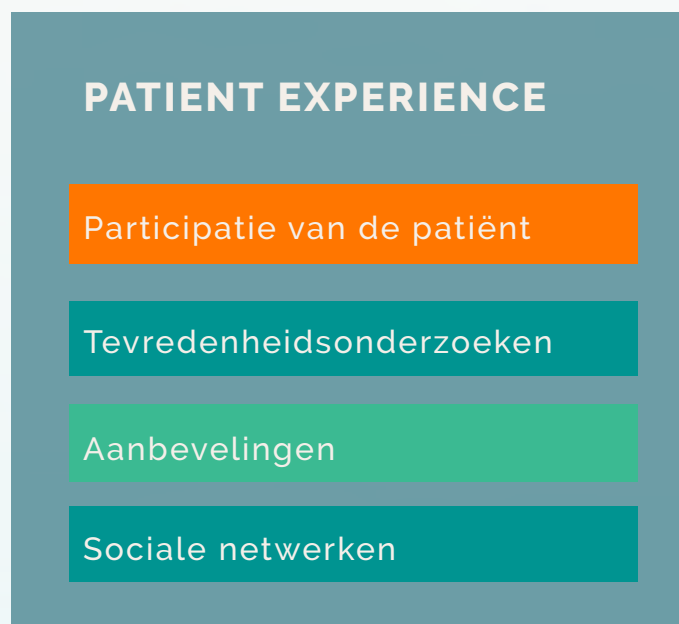 PATIENT EXPERIENCE
Participatie van de patiënt
Tevredenheidsonderzoeken
Aanbevelingen
Sociale netwerken